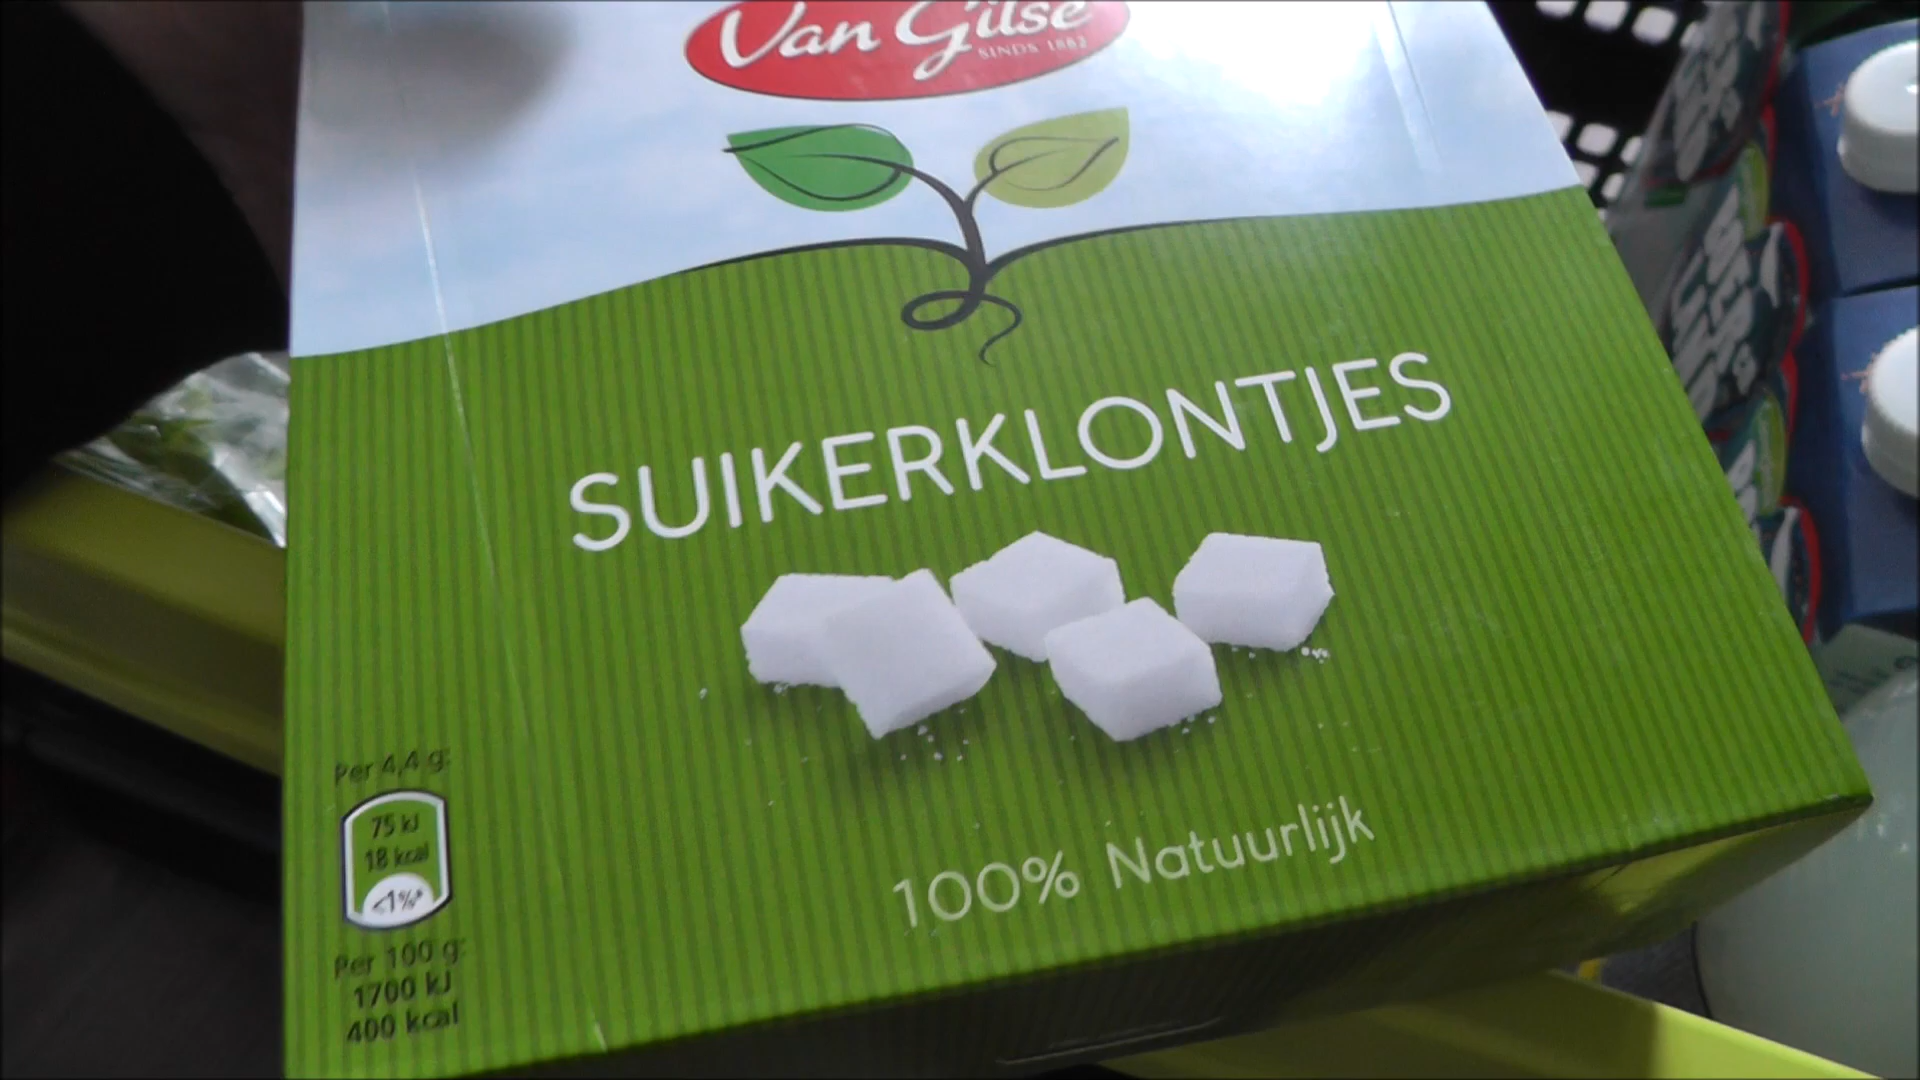 Van Gilse
SINDS 1882
SUIKERKLONTJES
100% Natuurlijk
Per 4,4 g:
75 kJ
18 kcal
<1%*
Per 100 g:
1700 kJ
400 kcal